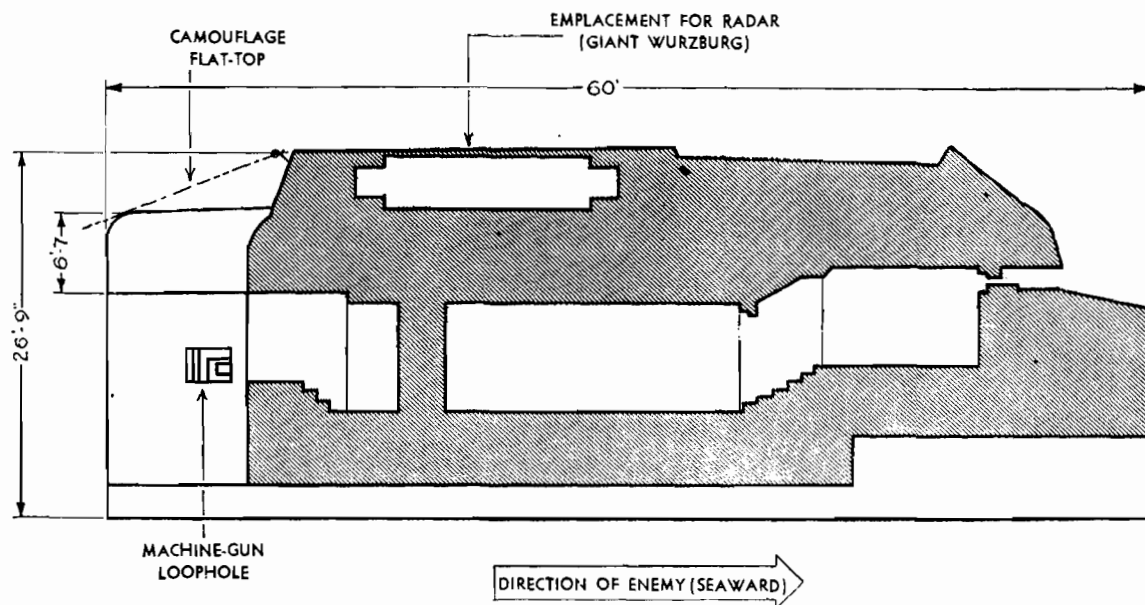 EMPLACEMENT FOR RADAR
(GIANT WURZBURG)
CAMOUFLAGE
FLAT-TOP
60'
6'-7
26'-9"
MACHINE-GUN
LOOPHOLE
DIRECTION OF ENEMY (SEAWARD)